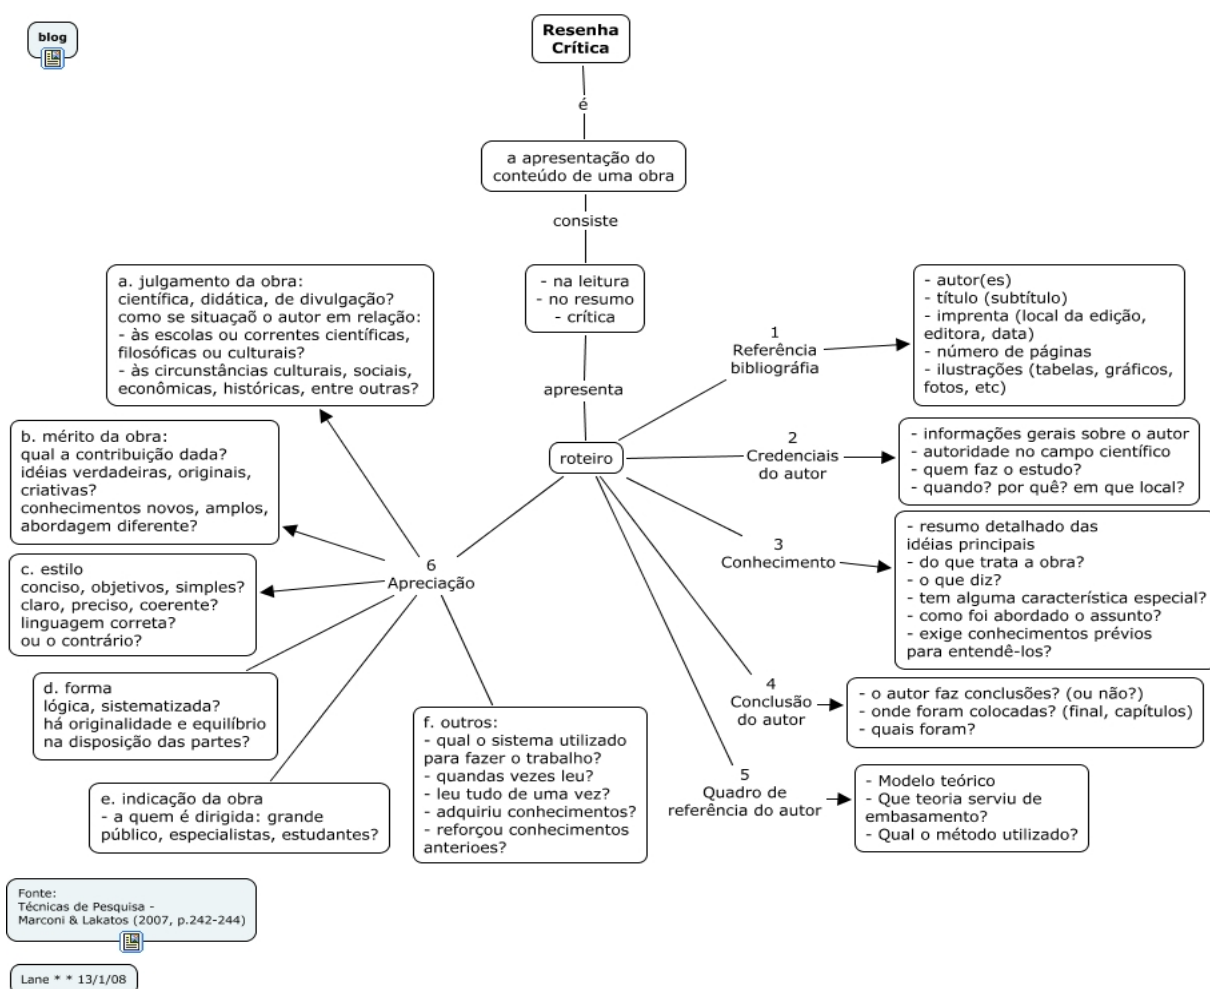 blog
Resenha
Crítica
é
a apresentação do
conteúdo de uma obra
consiste
- na leitura
- no resumo
- crítica
apresenta
roteiro
1
Referência
bibliográfia
- autor(es)
- título (subtítulo)
- imprenta (local da edição,
editora, data)
- número de páginas
- ilustrações (tabelas, gráficos,
fotos, etc)
2
Credenciais
do autor
- informações gerais sobre o autor
- autoridade no campo científico
- quem faz o estudo?
- quando? por quê? em que local?
3
Conhecimento
- resumo detalhado das
idéias principais
- do que trata a obra?
- o que diz?
- tem alguma característica especial?
- como foi abordado o assunto?
- exige conhecimentos prévios
para entendê-los?
4
Conclusão
do autor
- o autor faz conclusões? (ou não?)
- onde foram colocadas? (final, capítulos)
- quais foram?
5
Quadro de
referência do autor
- Modelo teórico
- Que teoria serviu de
embasamento?
- Qual o método utilizado?
6
Apreciação
a. julgamento da obra:
científica, didática, de divulgação?
como se situaçaõ o autor em relação:
- às escolas ou correntes científicas,
filosóficas ou culturais?
- às circunstâncias culturais, sociais,
econômicas, históricas, entre outras?
b. mérito da obra:
qual a contribuição dada?
idéias verdadeiras, originais,
criativas?
conhecimentos novos, amplos,
abordagem diferente?
c. estilo
conciso, objetivos, simples?
claro, preciso, coerente?
linguagem correta?
ou o contrário?
d. forma
lógica, sistematizada?
há originalidade e equilíbrio
na disposição das partes?
e. indicação da obra
- a quem é dirigida: grande
público, especialistas, estudantes?
f. outros:
- qual o sistema utilizado
para fazer o trabalho?
- quandas vezes leu?
- leu tudo de uma vez?
- adquiriu conhecimentos?
- reforçou conhecimentos
anterioes?
Fonte:
Técnicas de Pesquisa -
Marconi & Lakatos (2007, p.242-244)
Lane * * 13/1/08